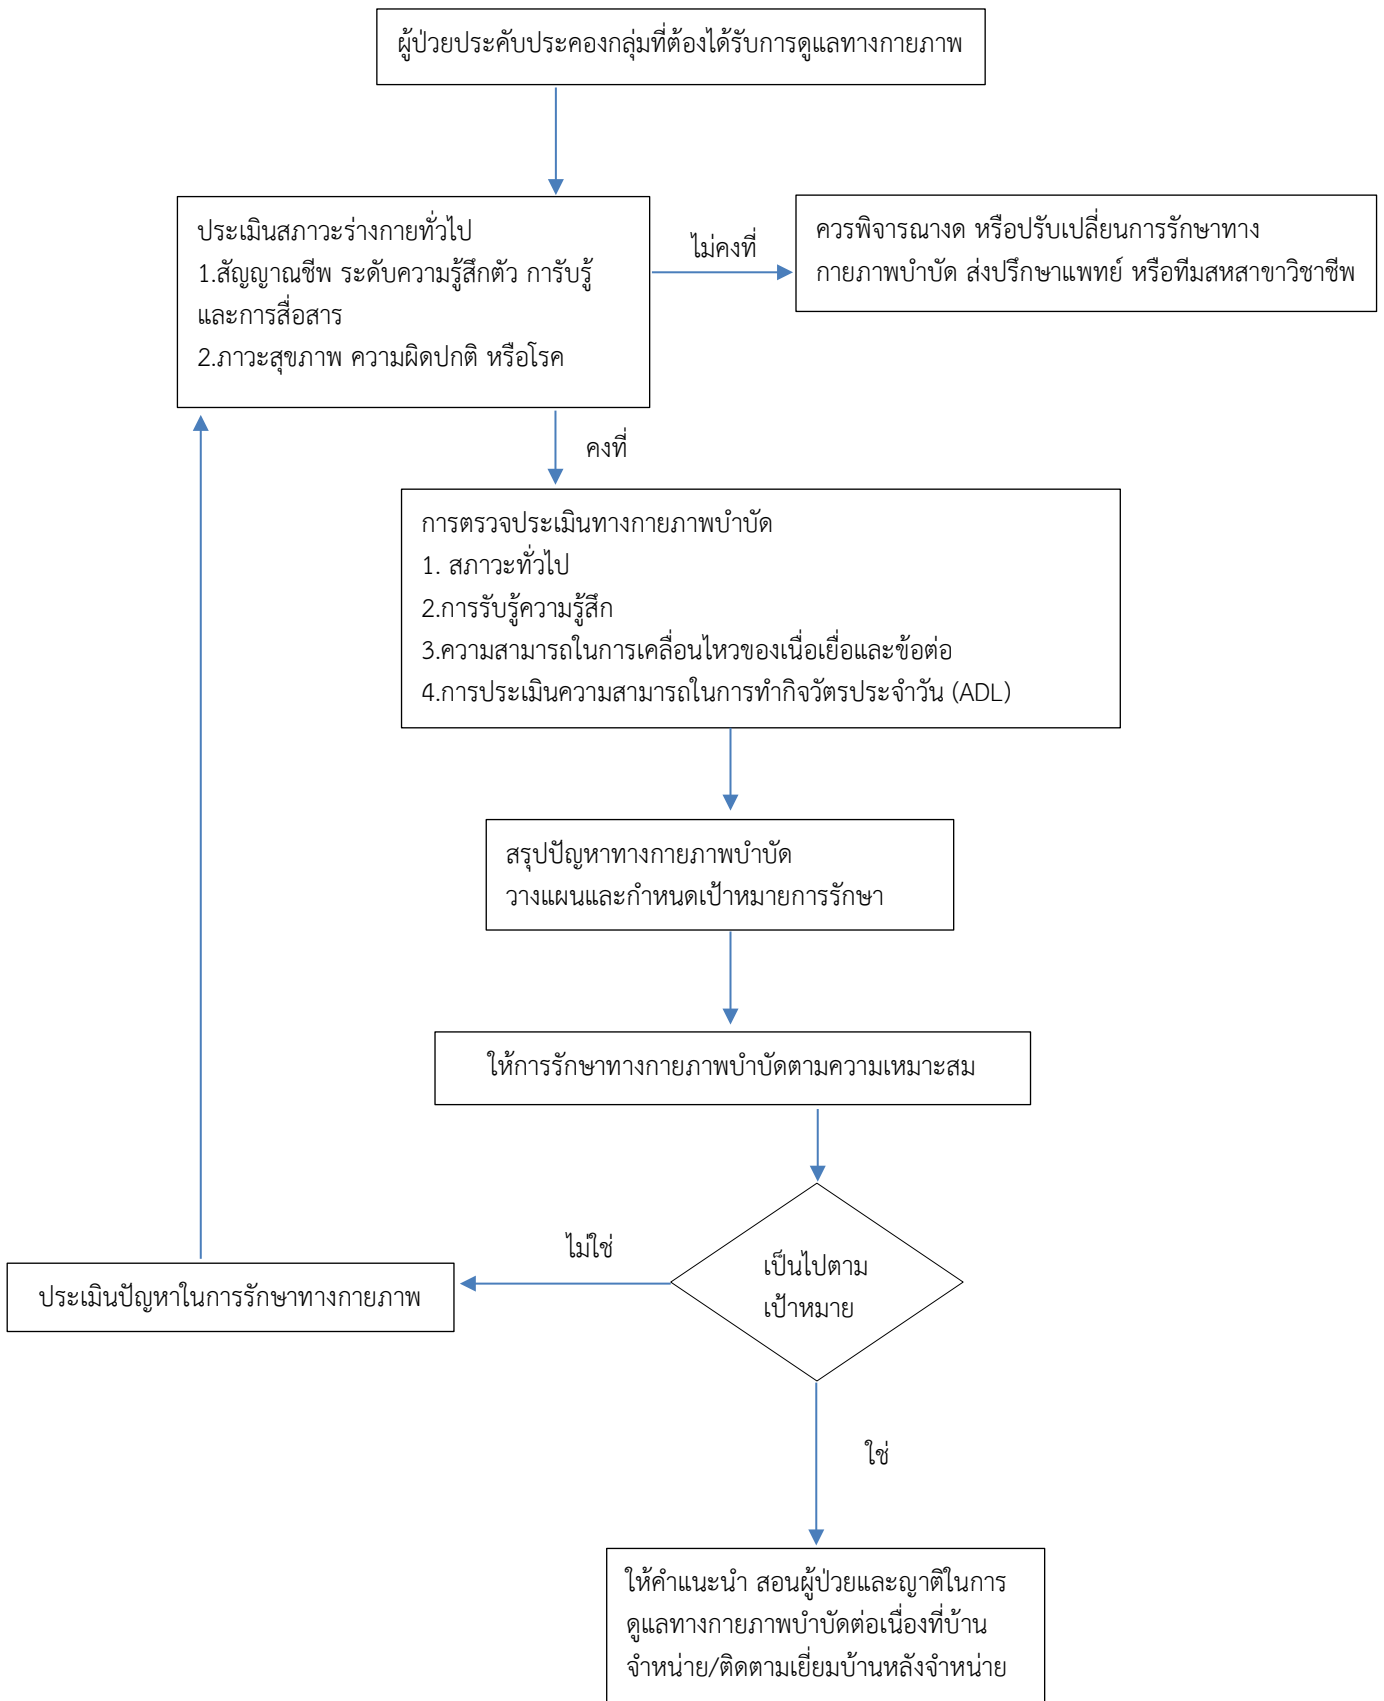 ผู้ป่วยประคับประคองกลุ่มที่ต้องได้รับการดูแลทางกายภาพ
ประเมินสภาวะร่างกายทั่วไป
1.สัญญาณชีพ ระดับความรู้สึกตัว การับรู้
และการสื่อสาร
2.ภาวะสุขภาพ ความผิดปกติ หรือโรค
ไม่คงที่
ควรพิจารณางด หรือปรับเปลี่ยนการรักษาทาง
กายภาพบำบัด ส่งปรึกษาแพทย์ หรือทีมสหสาขาวิชาชีพ
คงที่
การตรวจประเมินทางกายภาพบำบัด
1. สภาวะทั่วไป
2.การรับรู้ความรู้สึก
3.ความสามารถในการเคลื่อนไหวของเนื่อเยื่อและข้อต่อ
4.การประเมินความสามารถในการทำกิจวัตรประจำวัน (ADL)
สรุปปัญหาทางกายภาพบำบัด
วางแผนและกำหนดเป้าหมายการรักษา
ให้การรักษาทางกายภาพบำบัดตามความเหมาะสม
ไม่ใช่
เป็นไปตาม
เป้าหมาย
ประเมินปัญหาในการรักษาทางกายภาพ
ใช่
ให้คำแนะนำ สอนผู้ป่วยและญาติในการ
ดูแลทางกายภาพบำบัดต่อเนื่องที่บ้าน
จำหน่าย/ติดตามเยี่ยมบ้านหลังจำหน่าย